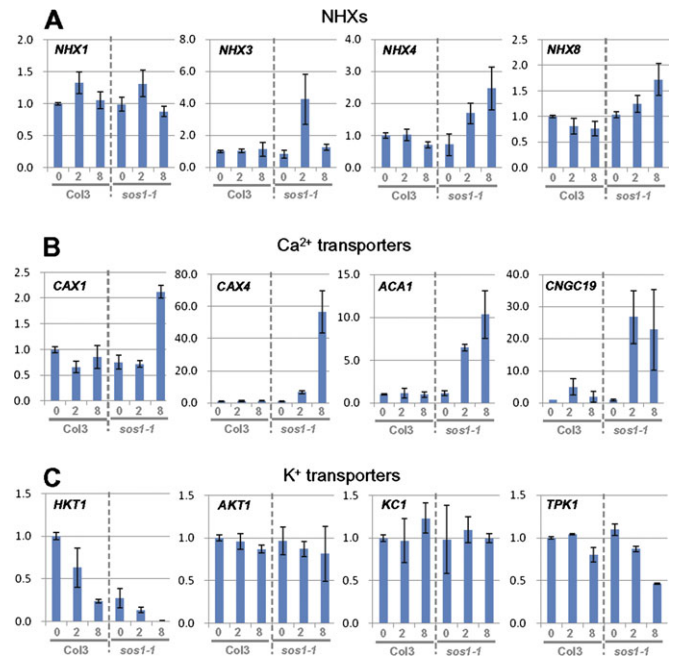 A NHXs
NHX1 NHX3 NHX4 NHX8
2.0 8.0 4.0 2.5
1.5 6.0 3.0 2.0
1.0 4.0 2.0 1.5
0.5 2.0 1.0 1.0
0.0 0.0 0.0 0.5
0.0
0 2 8 0 2 8 0 2 8 0 2 8 0 2 8 0 2 8 0 2 8 0 2 8
Col3 sos1-1 Col3 sos1-1 Col3 sos1-1 Col3 sos1-1
B Ca²⁺ transporters
CAX1 CAX4 ACA1 CNGC19
2.5 80.0 15.0 40.0
2.0 60.0 10.0 30.0
1.5 40.0 5.0 20.0
1.0 20.0 0.0 10.0
0.5 0.0 0.0
0.0
0 2 8 0 2 8 0 2 8 0 2 8 0 2 8 0 2 8 0 2 8 0 2 8
Col3 sos1-1 Col3 sos1-1 Col3 sos1-1 Col3 sos1-1
C K⁺ transporters
HKT1 AKT1 KC1 TPK1
1.5 1.5 1.5 1.5
1.0 1.0 1.0 1.0
0.5 0.5 0.5 0.5
0.0 0.0 0.0 0.0
0 2 8 0 2 8 0 2 8 0 2 8 0 2 8 0 2 8 0 2 8 0 2 8
Col3 sos1-1 Col3 sos1-1 Col3 sos1-1 Col3 sos1-1